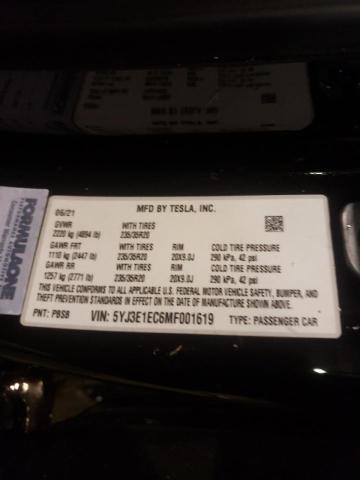 MFD BY TESLA, INC.
06/21
GVWR WITH TIRES
2220 kg (4894 lb) 235/35R20
GAWR FRT WITH TIRES RIM COLD TIRE PRESSURE
1110 kg (2447 lb) 235/35R20 20X9.0J 290 kPa, 42 psi
GAWR RR WITH TIRES RIM COLD TIRE PRESSURE
1257 kg (2771 lb) 235/35R20 20X9.0J 290 kPa, 42 psi
THIS VEHICLE CONFORMS TO ALL APPLICABLE U.S. FEDERAL MOTOR VEHICLE SAFETY, BUMPER, AND
THEFT PREVENTION STANDARDS IN EFFECT ON THE DATE OF MANUFACTURE SHOWN ABOVE.
PNT: PBSB VIN: 5YJ3E1EC6MF001619 TYPE: PASSENGER CAR
FORMULAONE